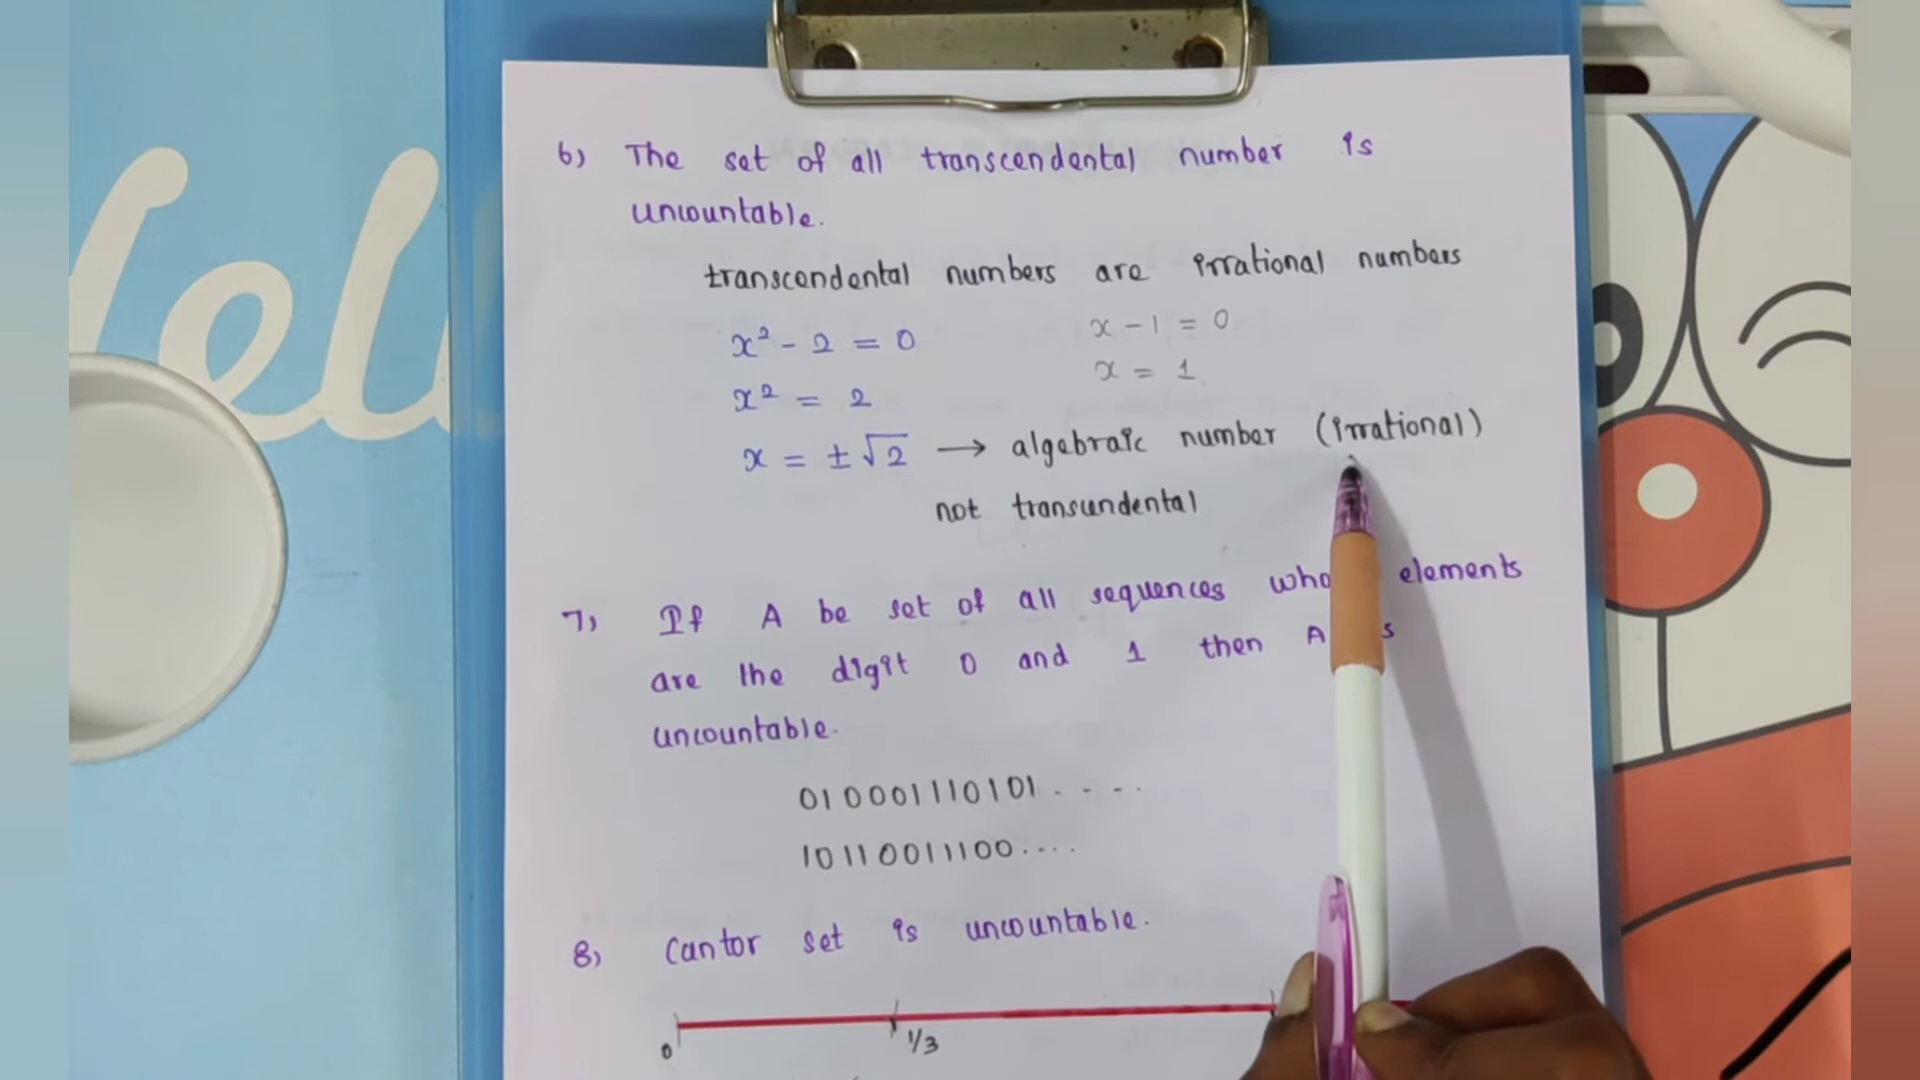 6) The set of all transcendental number is
uncountable.
transcendental numbers are irrational numbers
x² - 2 = 0
x² = 2
x = ±√2 → algebraic number (irrational)
not transcendental
x - 1 = 0
x = 1
7) If A be set of all sequences elements
are the digit 0 and 1 then A
uncountable.
010001110101 . - - .
10110011100 ....
8) Cantor set is uncountable.
0 1/3